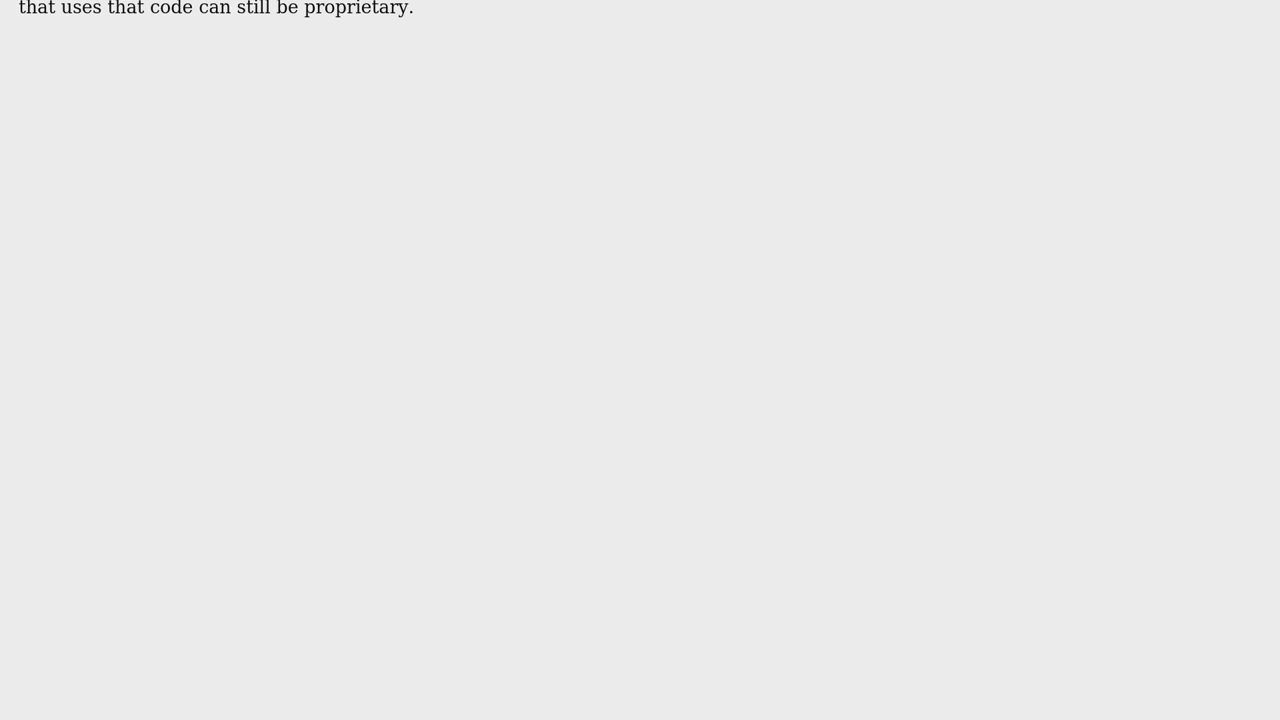 that uses that code can still be proprietary.